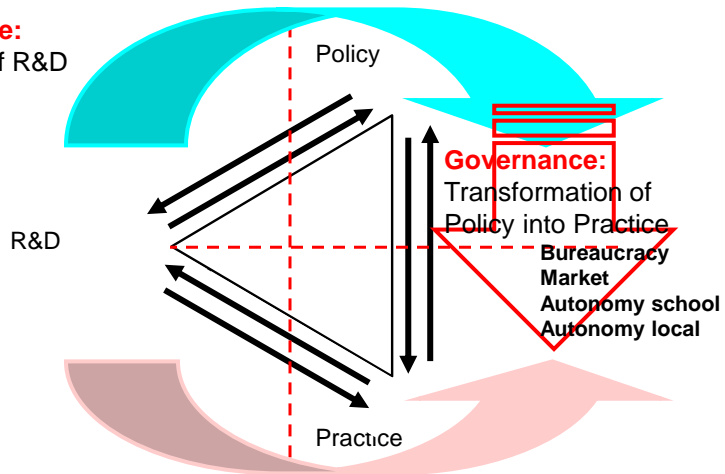 e:
f R&D
Policy
Governance:
Transformation of
Policy into Practice
R&D
Bureaucracy
Market
Autonomy school
Autonomy local
Practice